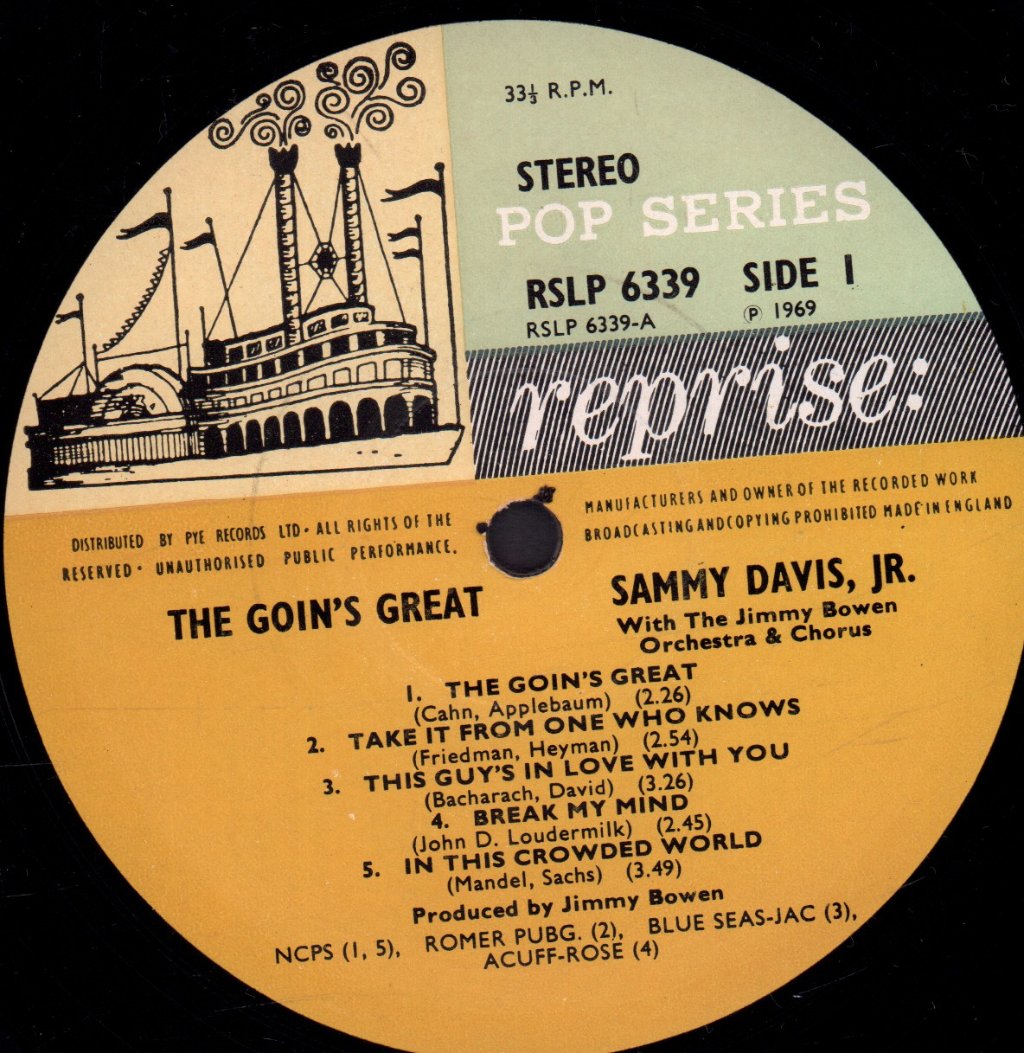 33⅓ R.P.M.
STEREO
POP SERIES
RSLP 6339 SIDE 1
RSLP 6339-A ℗ 1969
reprise:
DISTRIBUTED BY PYE RECORDS LTD · ALL RIGHTS OF THE
MANUFACTURERS AND OWNER OF THE RECORDED WORK
RESERVED · UNAUTHORISED PUBLIC PERFORMANCE,
BROADCASTING AND COPYING PROHIBITED MADE IN ENGLAND
THE GOIN'S GREAT
SAMMY DAVIS, JR.
With The Jimmy Bowen
Orchestra & Chorus
1. THE GOIN'S GREAT
(Cahn, Applebaum) (2.26)
2. TAKE IT FROM ONE WHO KNOWS
(Friedman, Heyman) (2.54)
3. THIS GUY'S IN LOVE WITH YOU
(Bacharach, David) (3.26)
4. BREAK MY MIND
(John D. Loudermilk) (2.45)
5. IN THIS CROWDED WORLD
(Mandel, Sachs) (3.49)
Produced by Jimmy Bowen
NCPS (1, 5), ROMER PUBG. (2), BLUE SEAS-JAC (3),
ACUFF-ROSE (4)